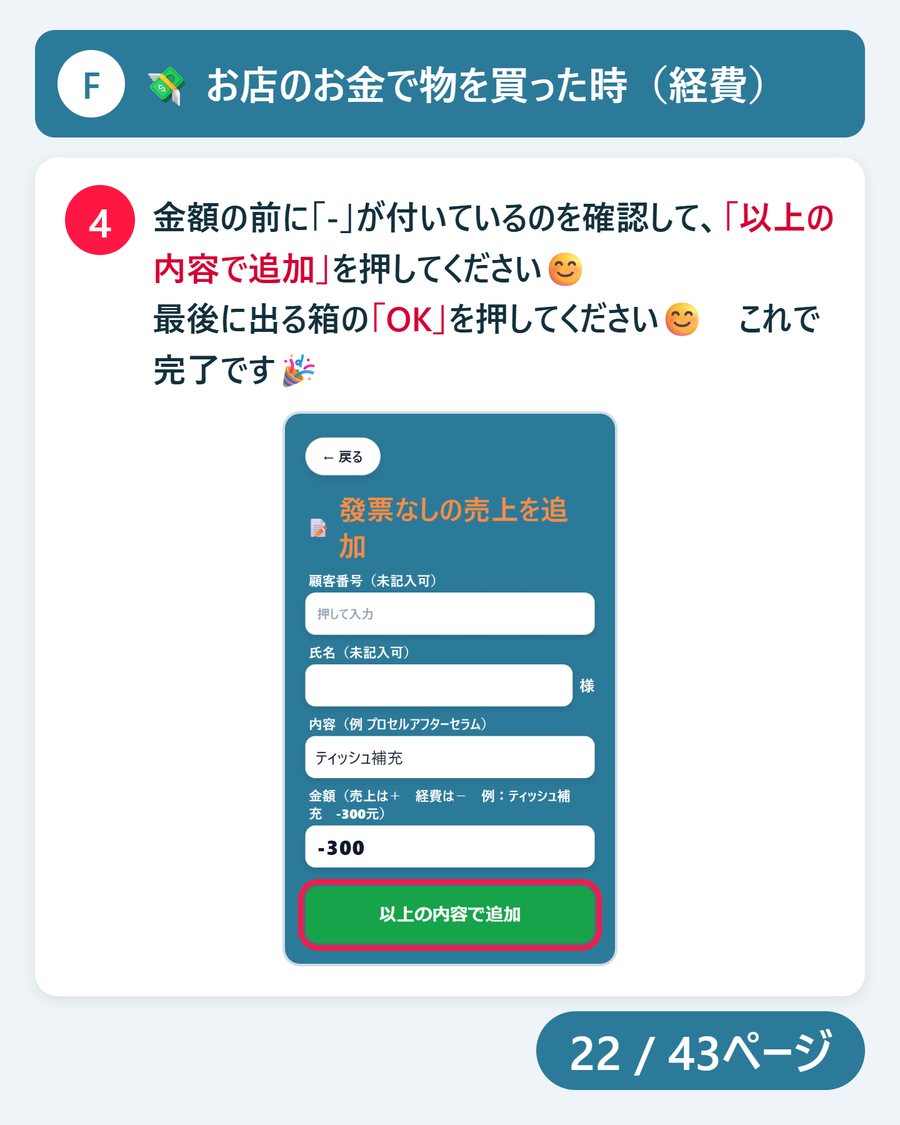 F 💸 お店のお金で物を買った時（経費）
4
金額の前に「-」が付いているのを確認して、「以上の
内容で追加」を押してください😊
最後に出る箱の「OK」を押してください😊　これで
完了です🎉
← 戻る
📝 發票なしの売上を追
加
顧客番号（未記入可）
押して入力
氏名（未記入可）
様
内容（例 プロセルアフターセラム）
ティッシュ補充
金額（売上は＋　経費は－　例：ティッシュ補
充　-300元）
-300
以上の内容で追加
22 / 43ページ